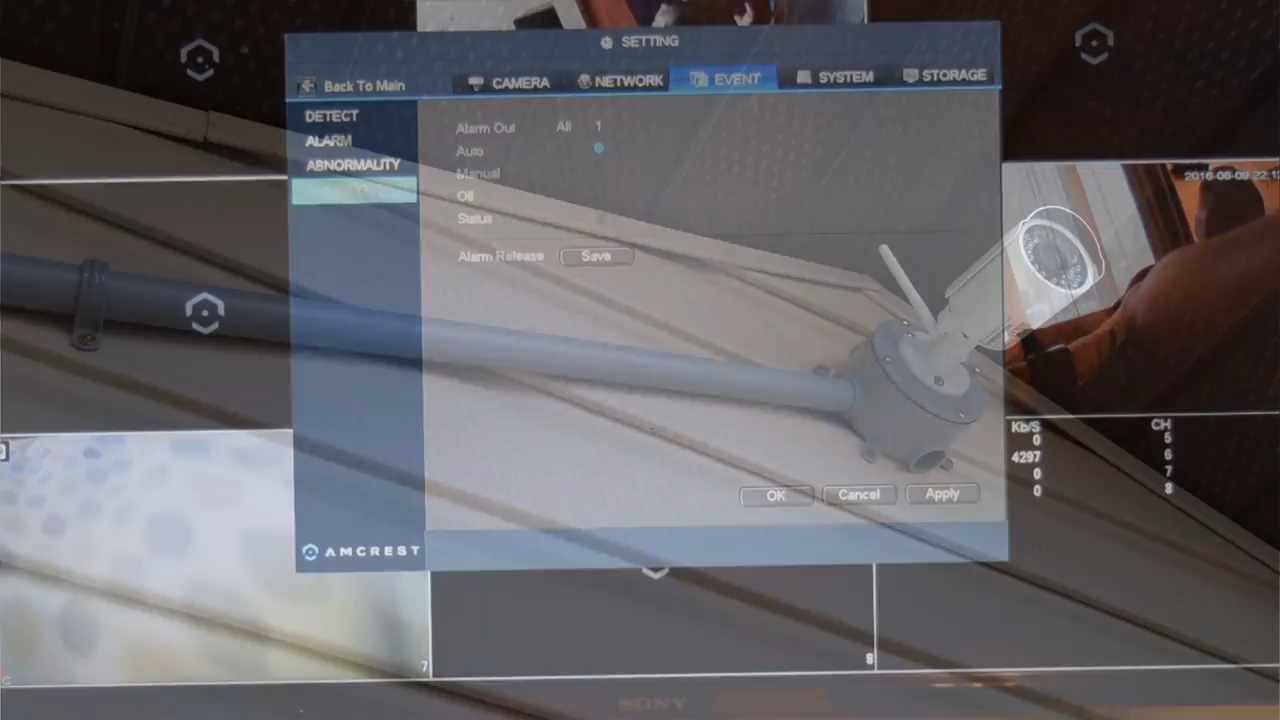 SETTING
Back To Main
CAMERA NETWORK EVENT SYSTEM STORAGE
DETECT
ALARM
ABNORMALITY
Alarm Out All 1
Auto
Manual
Off
Status
Alarm Release Save
OK Cancel Apply
AMCREST
Kb/S CH
0 5
4297 6
0 7
0 8
7
8
SONY